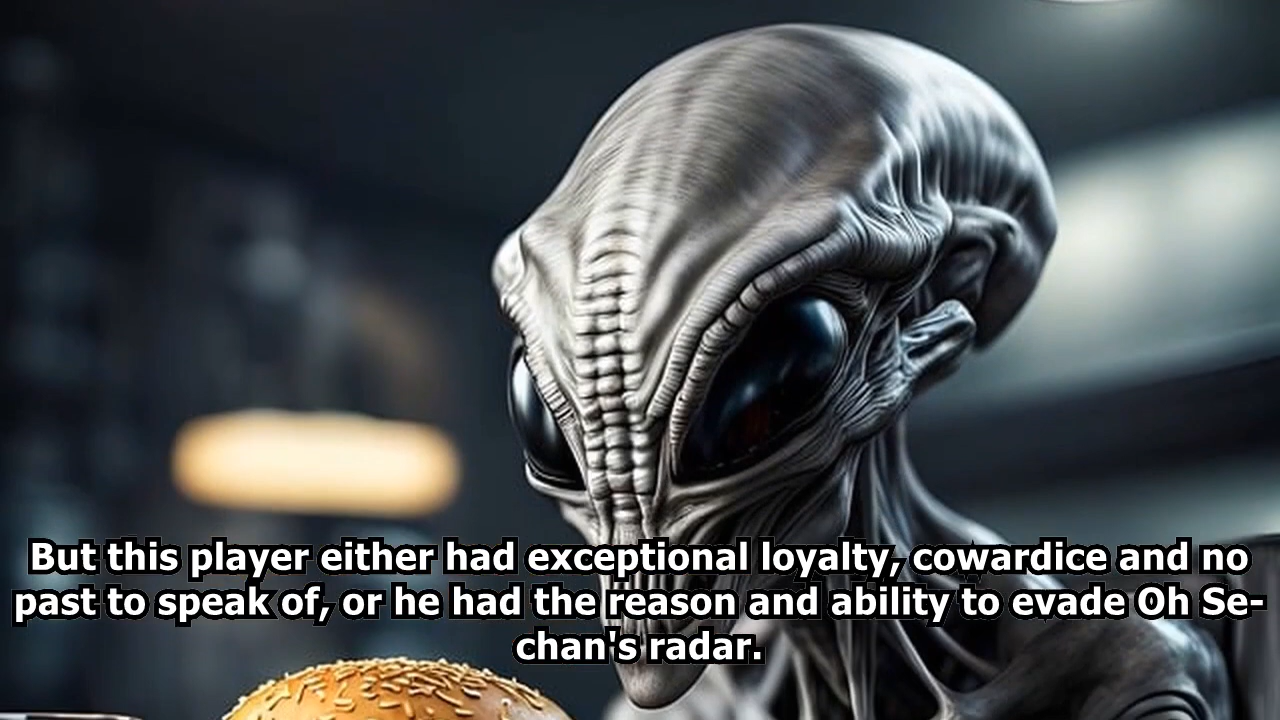 But this player either had exceptional loyalty, cowardice and no
past to speak of, or he had the reason and ability to evade Oh Se-
chan's radar.